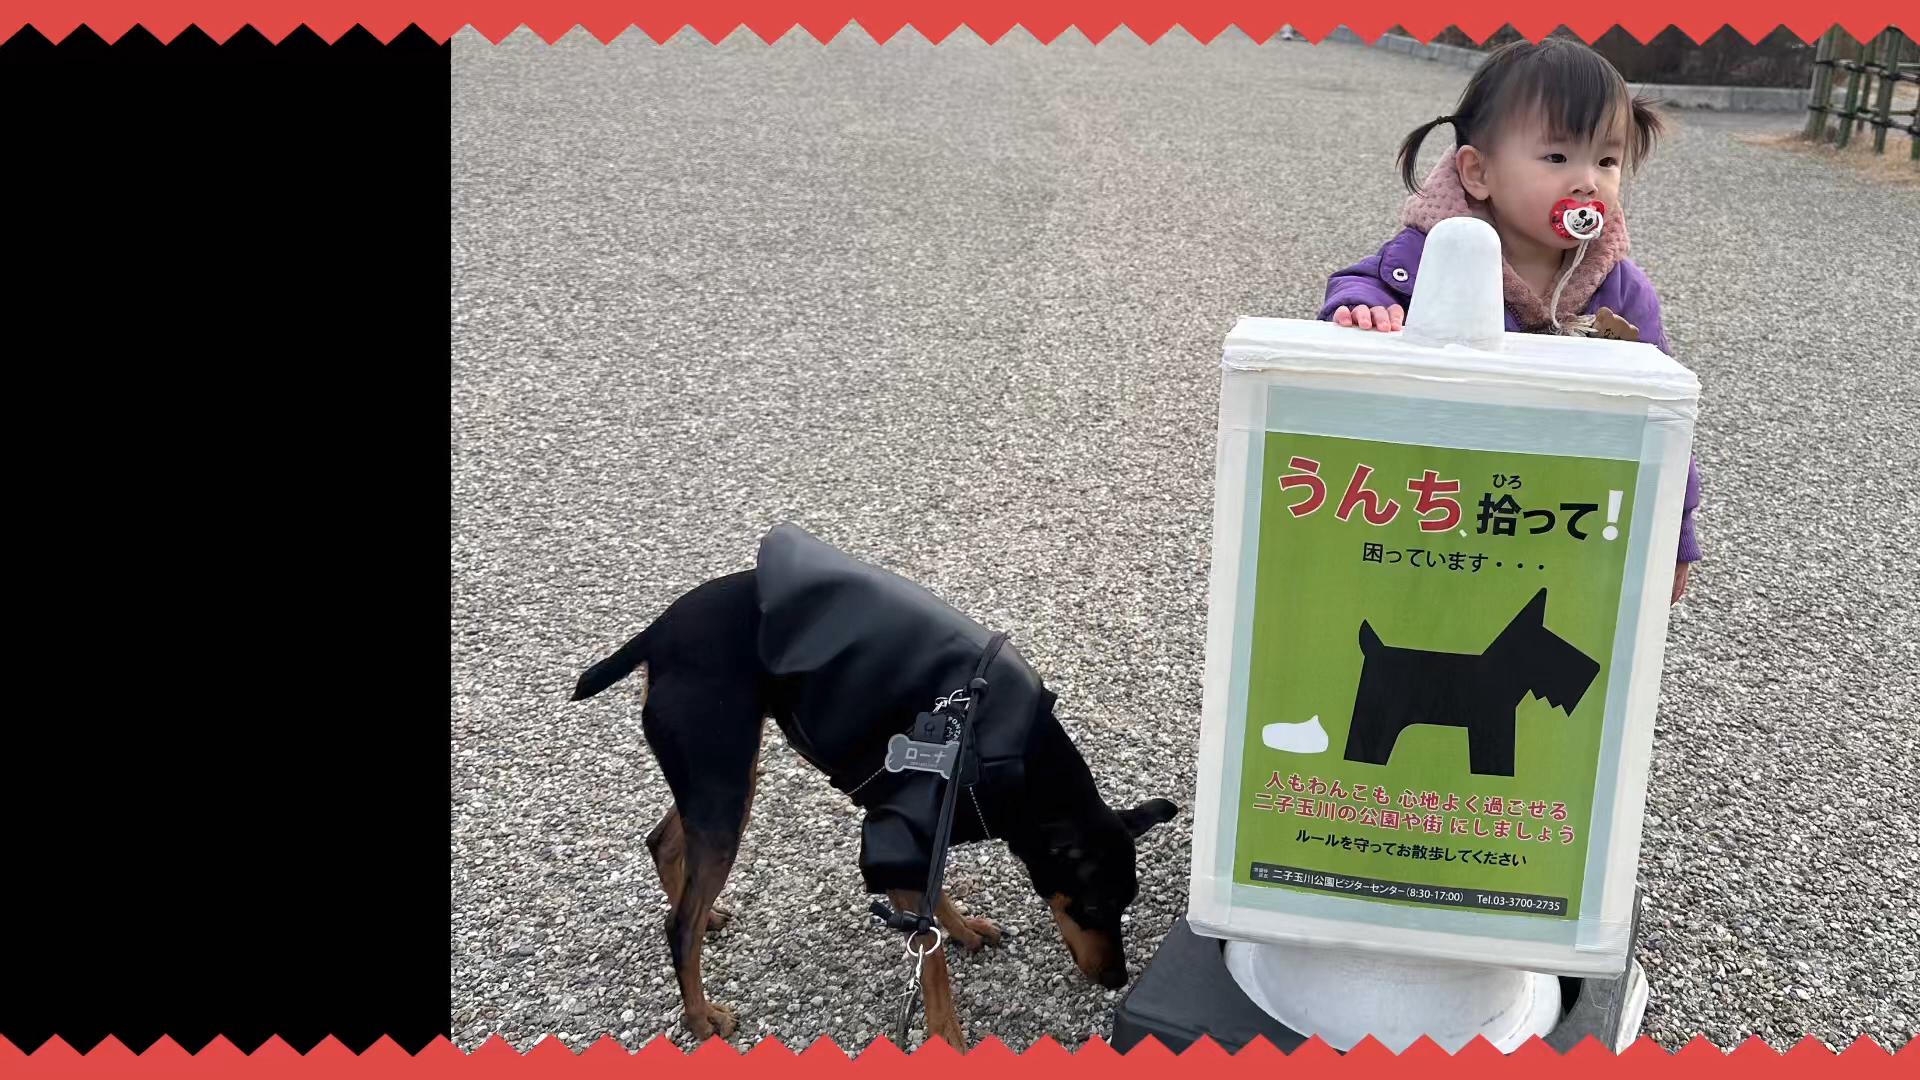 ひろ
うんち、拾って!
困っています・・・
人もわんこも 心地よく過ごせる
二子玉川の公園や街 にしましょう
ルールを守ってお散歩してください
二子玉川公園ビジターセンター(8:30-17:00) Tel.03-3700-2735
ローナ